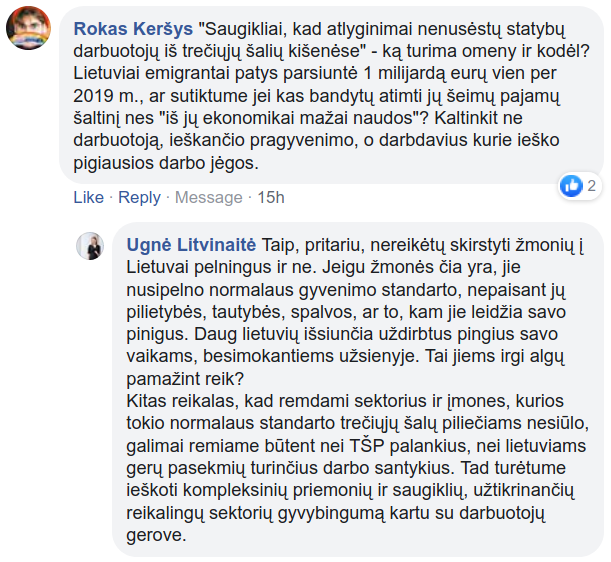 Rokas Keršys "Saugikliai, kad atlyginimai nenusėstų statybų
darbuotojų iš trečiųjų šalių kišenėse" - ką turima omeny ir kodėl?
Lietuviai emigrantai patys parsiuntė 1 milijardą eurų vien per
2019 m., ar sutiktume jei kas bandytų atimti jų šeimų pajamų
šaltinį nes "iš jų ekonomikai mažai naudos"? Kaltinkit ne
darbuotoją, ieškančio pragyvenimo, o darbdavius kurie ieško
pigiausios darbo jėgos.
2
Like · Reply · Message · 15h
Ugnė Litvinaitė Taip, pritariu, nereikėtų skirstyti žmonių į
Lietuvai pelningus ir ne. Jeigu žmonės čia yra, jie
nusipelno normalaus gyvenimo standarto, nepaisant jų
pilietybės, tautybės, spalvos, ar to, kam jie leidžia savo
pinigus. Daug lietuvių išsiunčia uždirbtus pingius savo
vaikams, besimokantiems užsienyje. Tai jiems irgi algų
pamažint reik?
Kitas reikalas, kad remdami sektorius ir įmones, kurios
tokio normalaus standarto trečiųjų šalų piliečiams nesiūlo,
galimai remiame būtent nei TŠP palankius, nei lietuviams
gerų pasekmių turinčius darbo santykius. Tad turėtume
ieškoti kompleksinių priemonių ir saugiklių, užtikrinančių
reikalingų sektorių gyvybingumą kartu su darbuotojų
gerove.